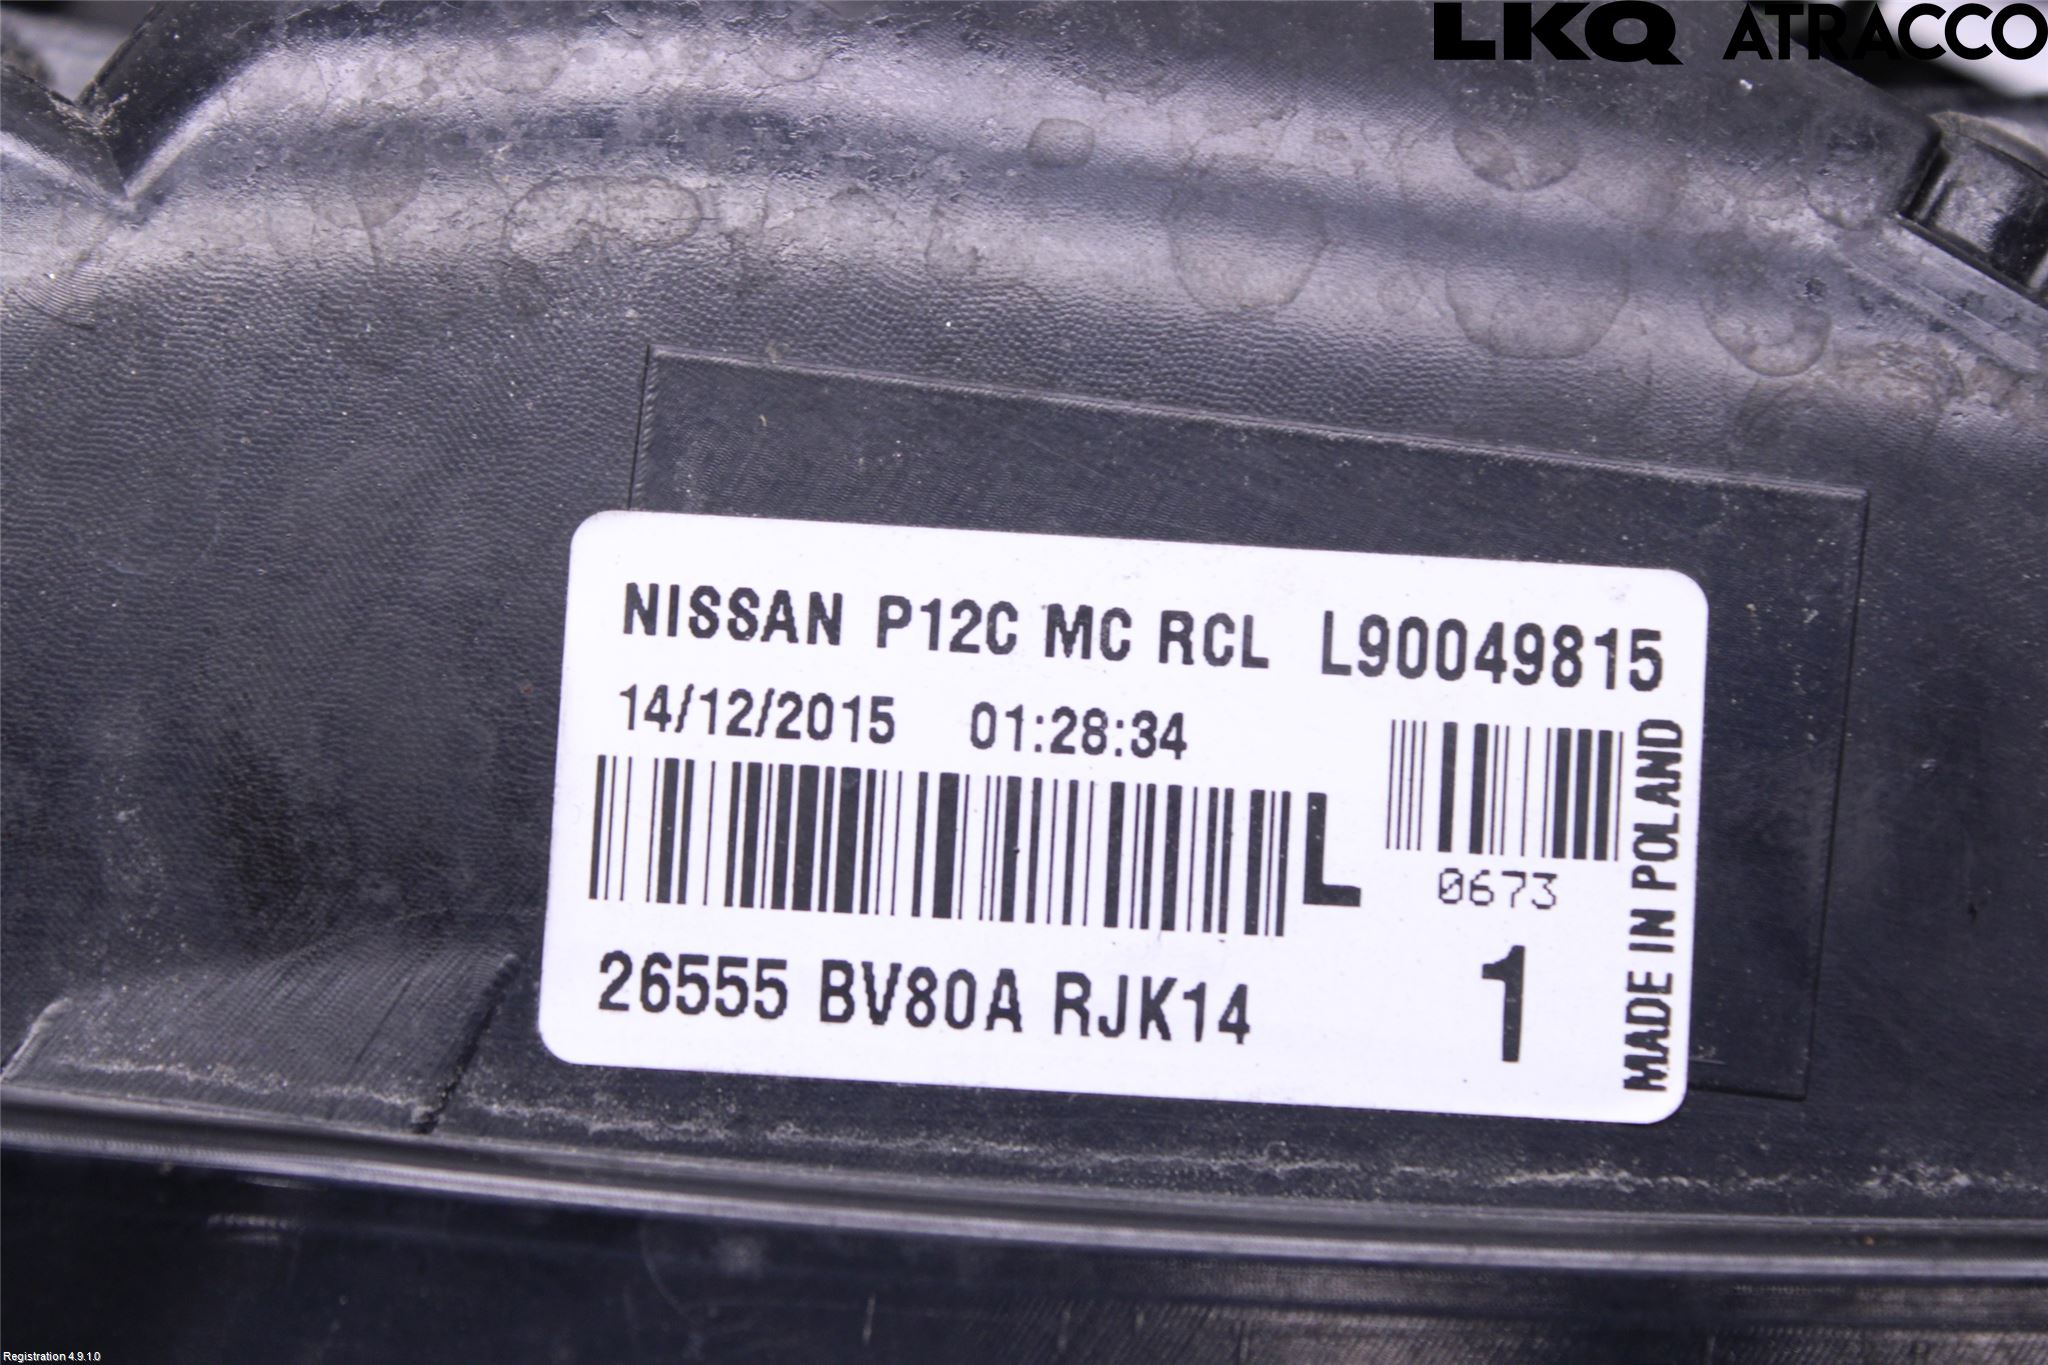 LKQ ATRACCO
NISSAN P12C MC RCL L90049815
14/12/2015 01:28:34
L
0673
26555 BV80A RJK14
1
MADE IN POLAND
Registration 4.9.1.0